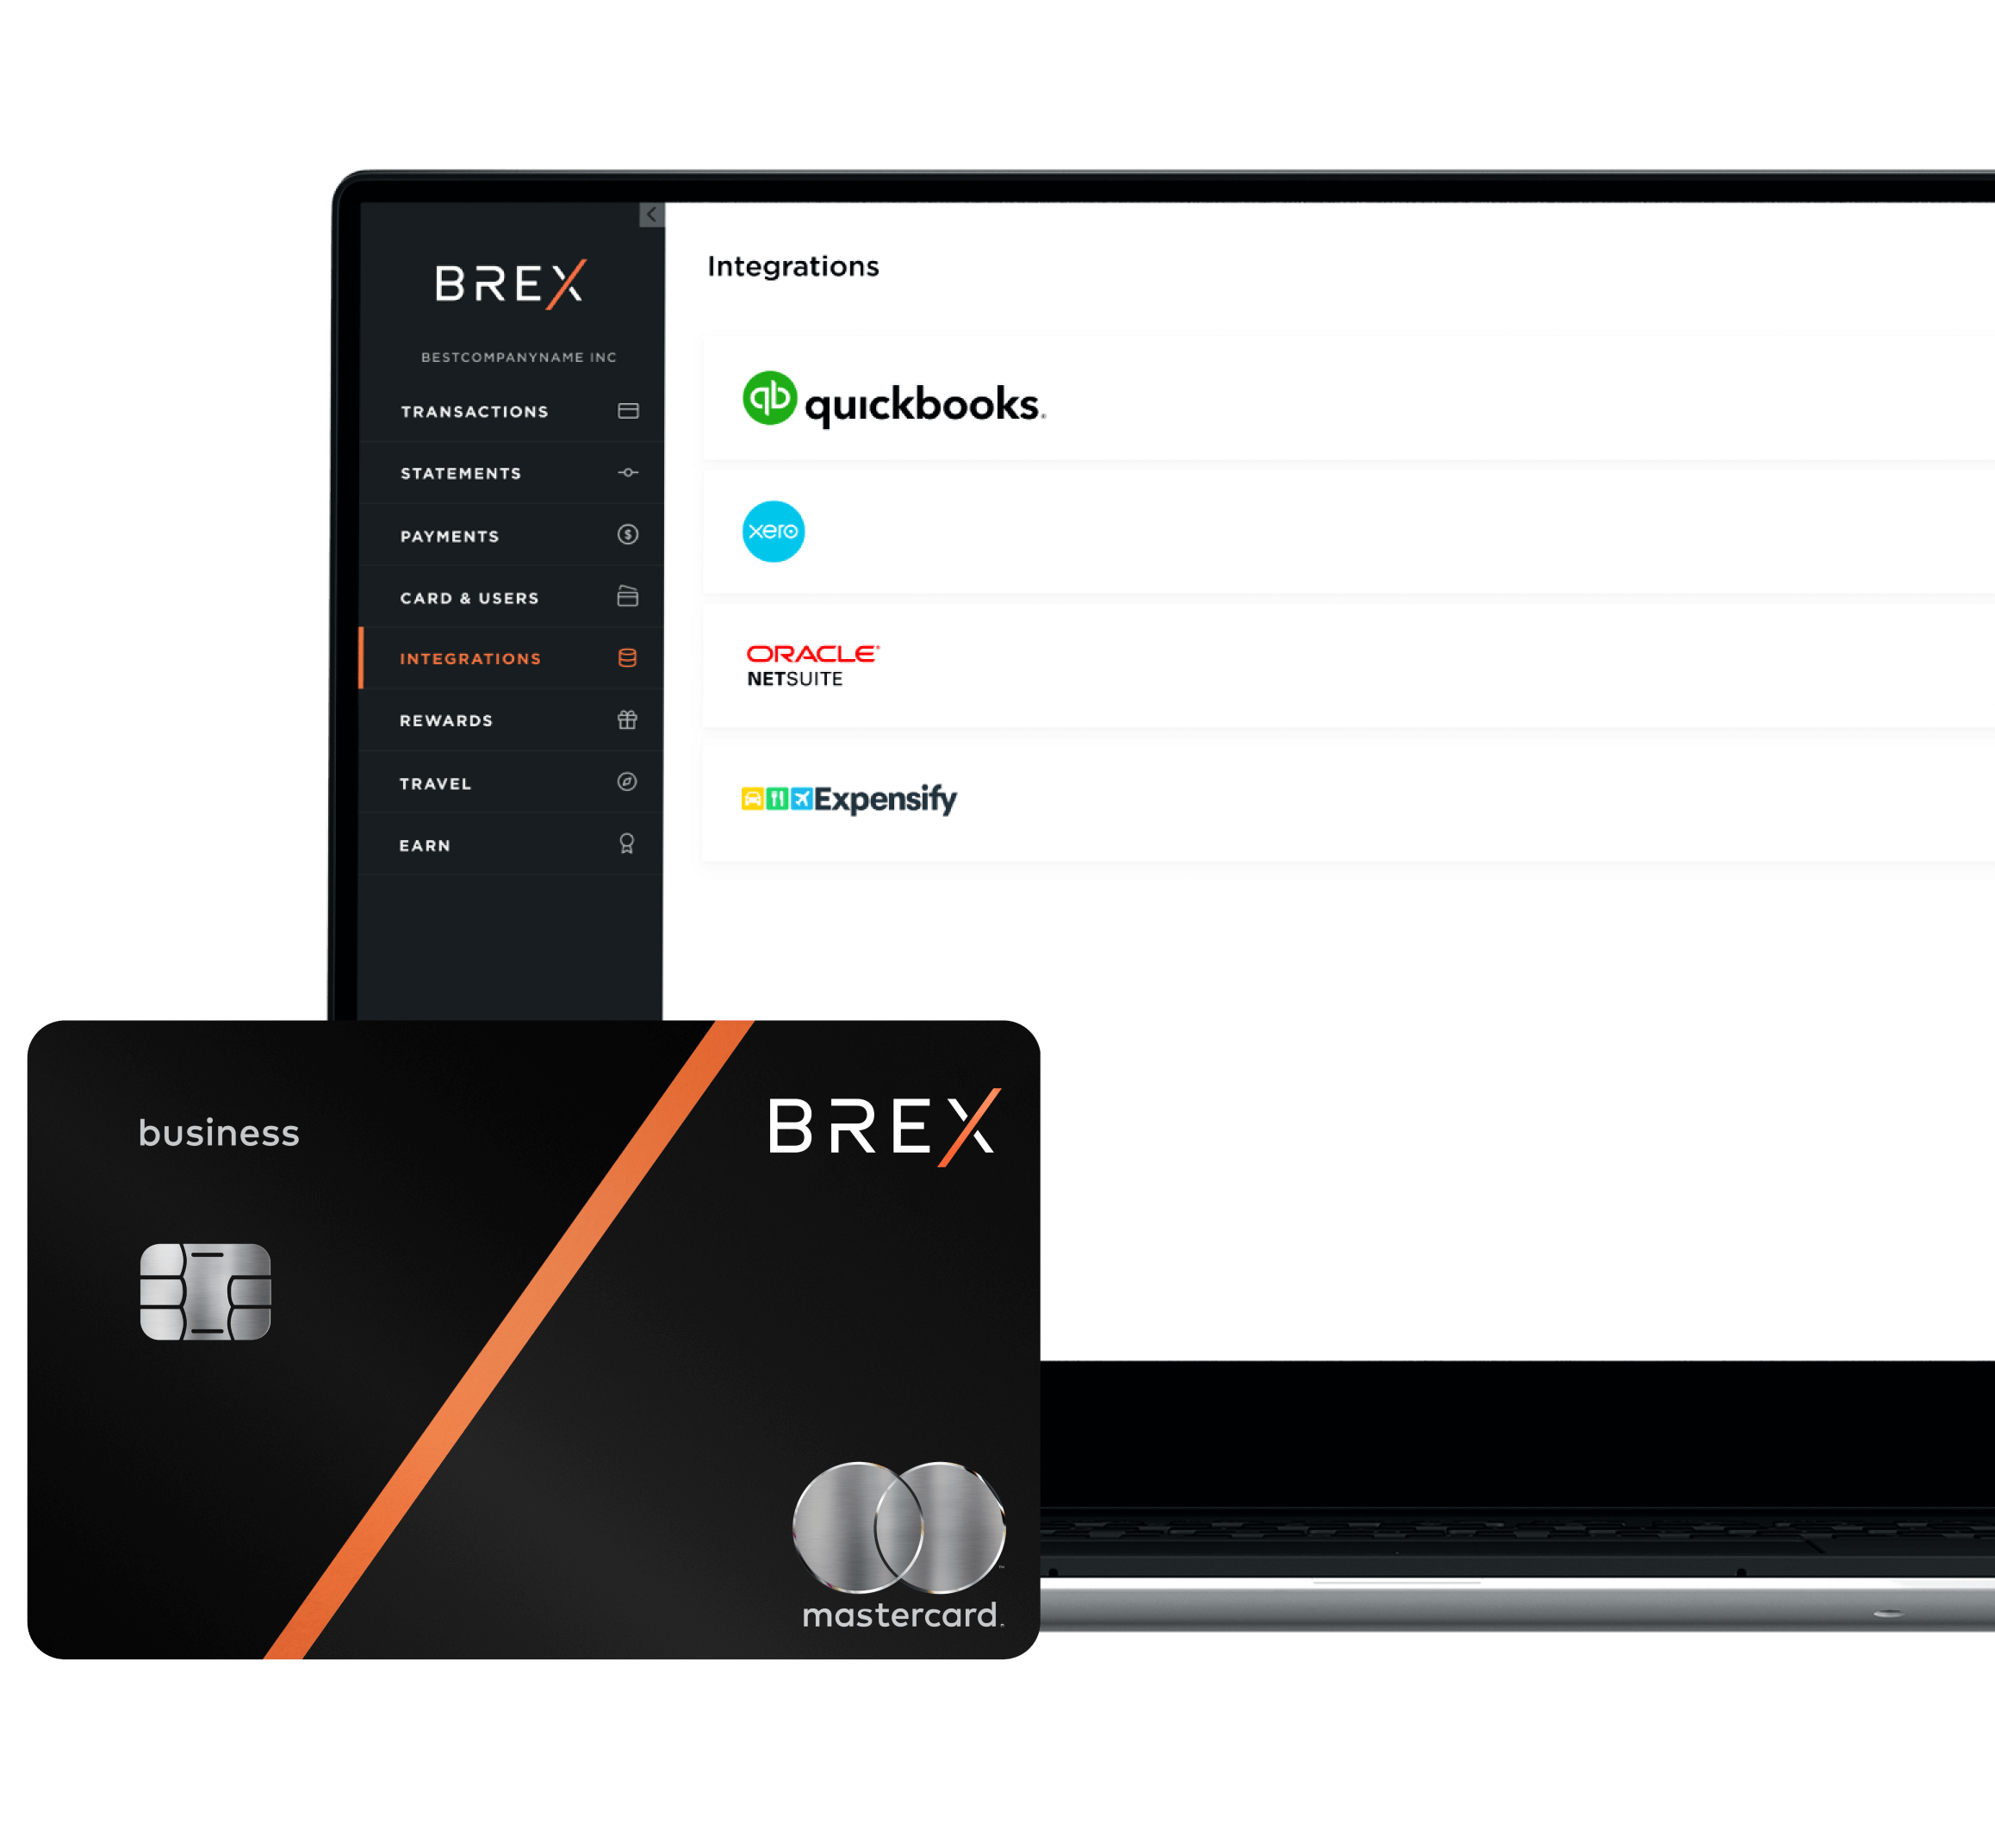 BREX
BESTCOMPANYNAME INC
TRANSACTIONS
STATEMENTS
PAYMENTS
CARD & USERS
INTEGRATIONS
REWARDS
TRAVEL
EARN
Integrations
qb quickbooks
xero
ORACLE
NETSUITE
Expensify
business
BREX
mastercard